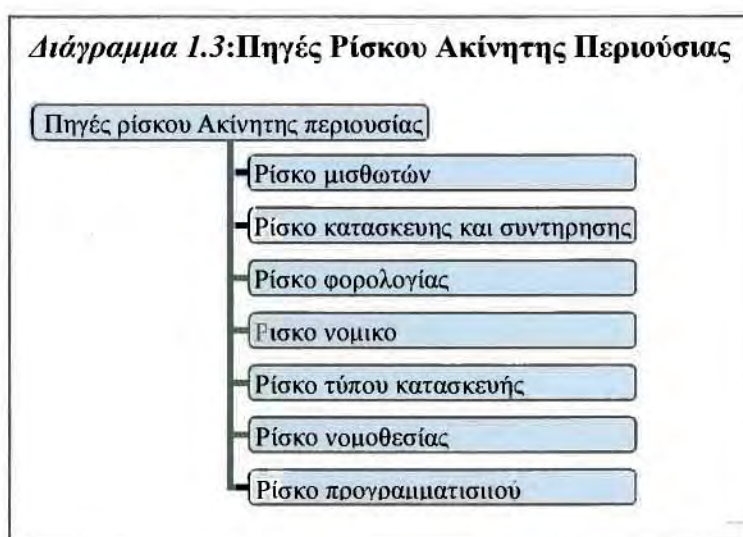 Διάγραμμα 1.3:Πηγές Ρίσκου Ακίνητης Περιούσιας
Πηγές ρίσκου Ακίνητης περιουσίας
Ρίσκο μισθωτών
Ρίσκο κατασκευης και συντηρησης
Ρίσκο φορολογίας
Ρισκο νομικο
Ρίσκο τύπου κατασκευής
Ρίσκο νομοθεσίας
Ρίσκο προγραμματισμού